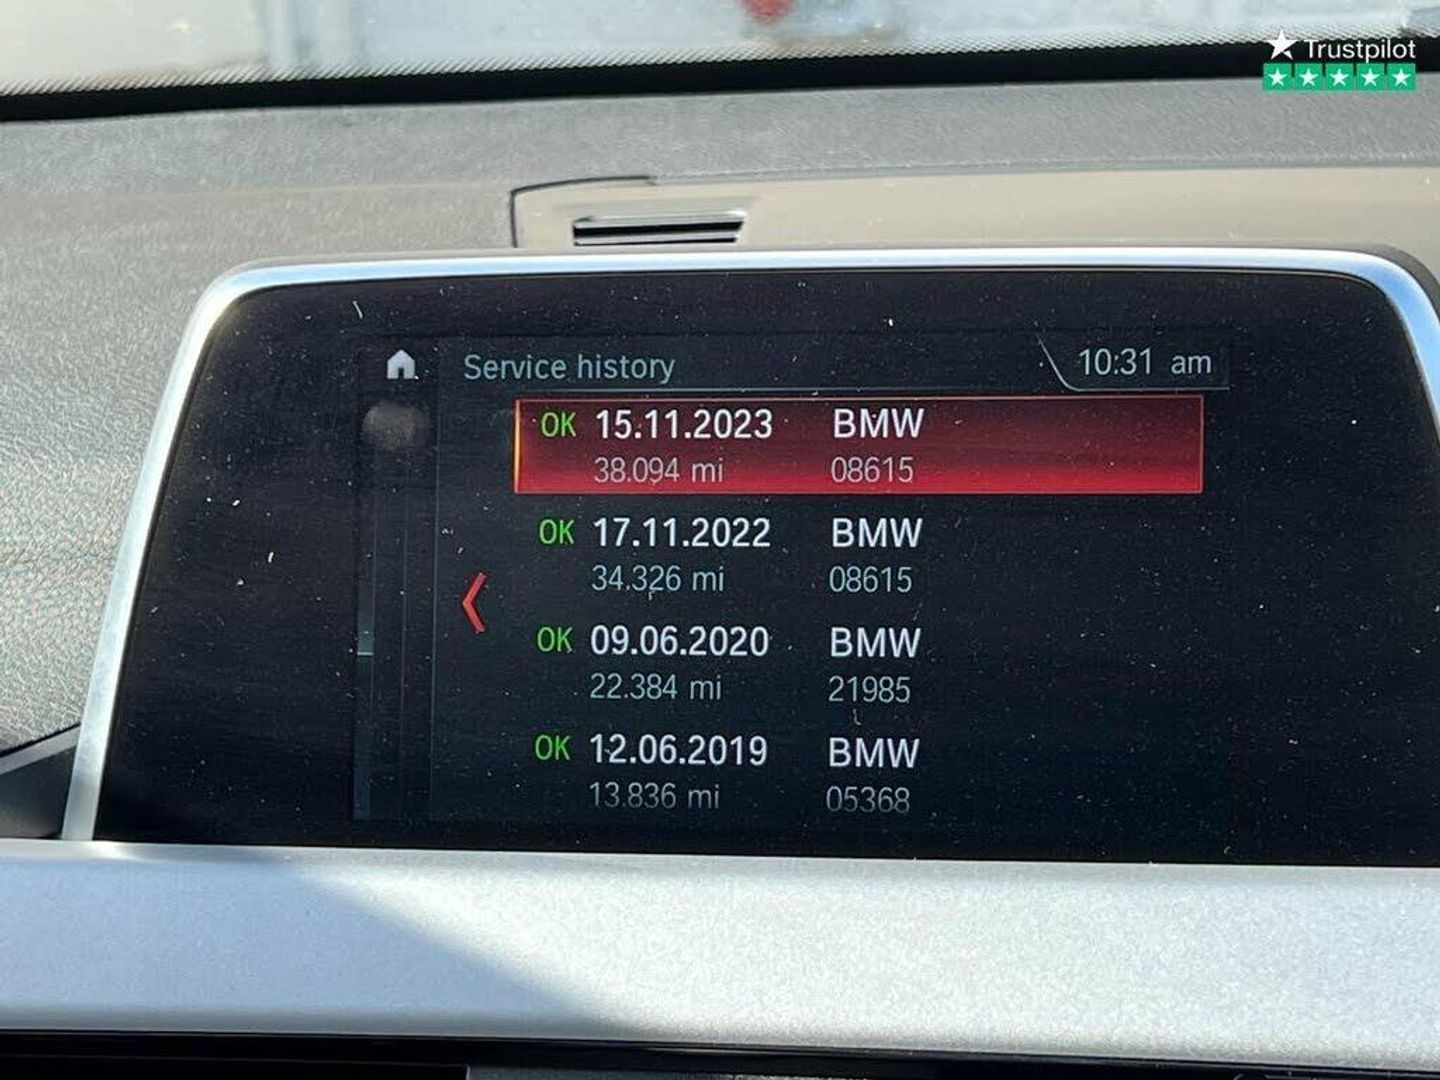 Trustpilot
Service history
10:31 am
OK 15.11.2023 BMW
38.094 mi 08615
OK 17.11.2022 BMW
34.326 mi 08615
OK 09.06.2020 BMW
22.384 mi 21985
OK 12.06.2019 BMW
13.836 mi 05368